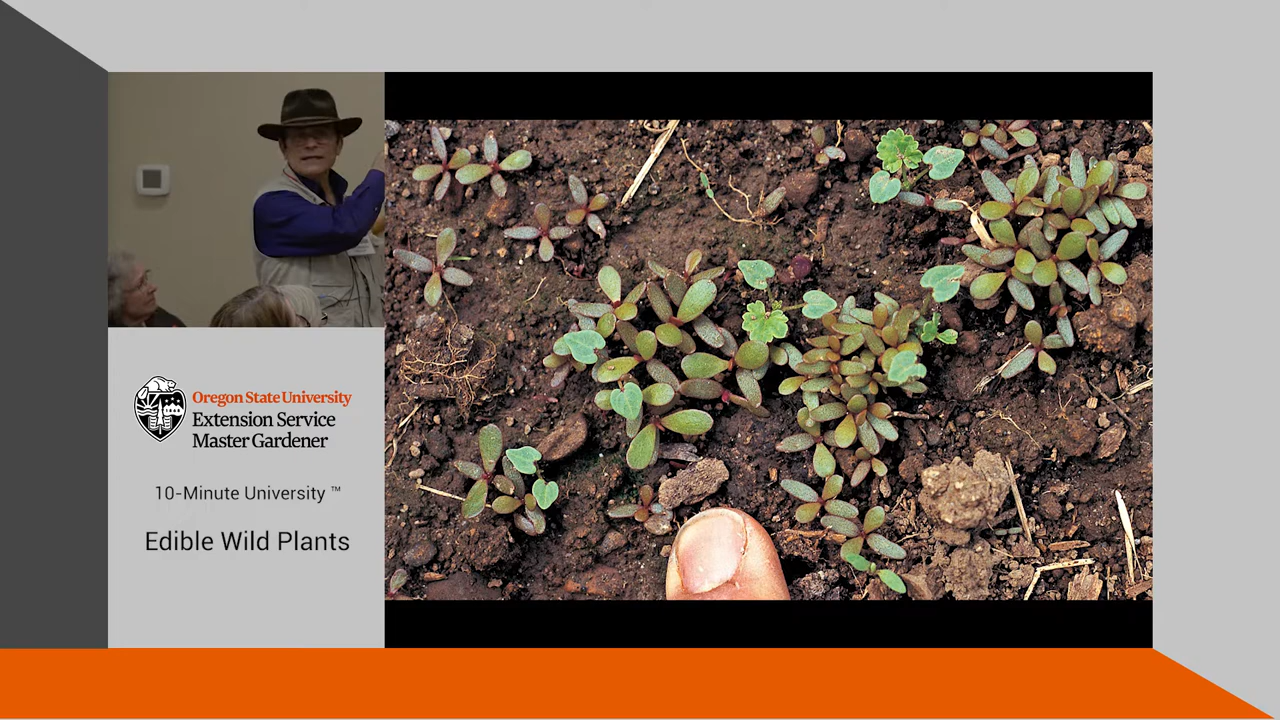 Oregon State University
Extension Service
Master Gardener
10-Minute University ™
Edible Wild Plants